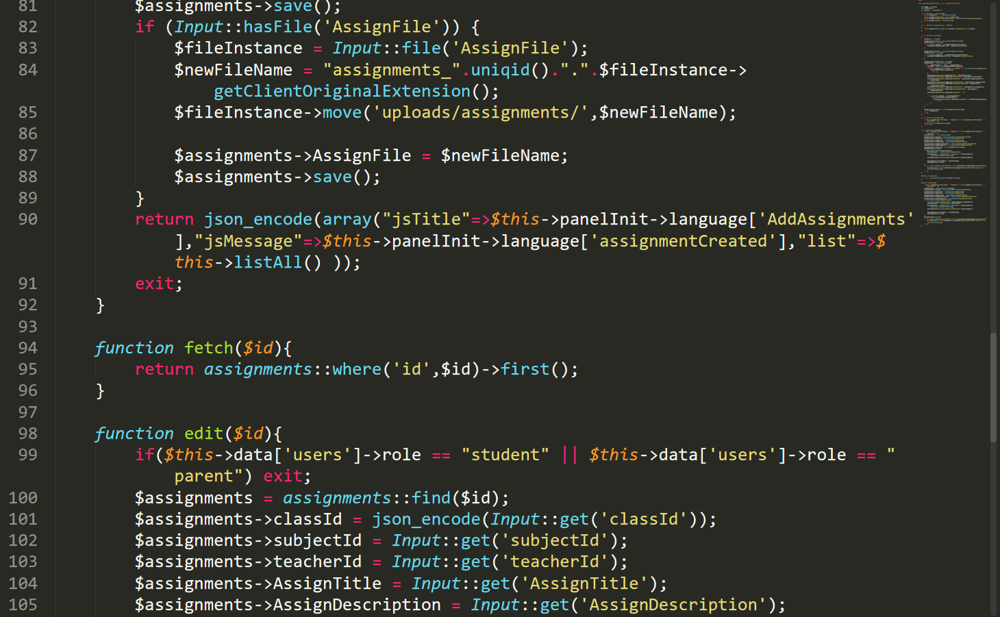 81 $assignments->save();
82 if (Input::hasFile('AssignFile')) {
83 $fileInstance = Input::file('AssignFile');
84 $newFileName = "assignments_".uniqid().".".$fileInstance->
getClientOriginalExtension();
85 $fileInstance->move('uploads/assignments/',$newFileName);
86
87 $assignments->AssignFile = $newFileName;
88 $assignments->save();
89 }
90 return json_encode(array("jsTitle"=>$this->panelInit->language['AddAssignments'
],"jsMessage"=>$this->panelInit->language['assignmentCreated'],"list"=>$
this->listAll() ));
91 exit;
92 }
93
94 function fetch($id){
95 return assignments::where('id',$id)->first();
96 }
97
98 function edit($id){
99 if($this->data['users']->role == "student" || $this->data['users']->role == "
parent") exit;
100 $assignments = assignments::find($id);
101 $assignments->classId = json_encode(Input::get('classId'));
102 $assignments->subjectId = Input::get('subjectId');
103 $assignments->teacherId = Input::get('teacherId');
104 $assignments->AssignTitle = Input::get('AssignTitle');
105 $assignments->AssignDescription = Input::get('AssignDescription');